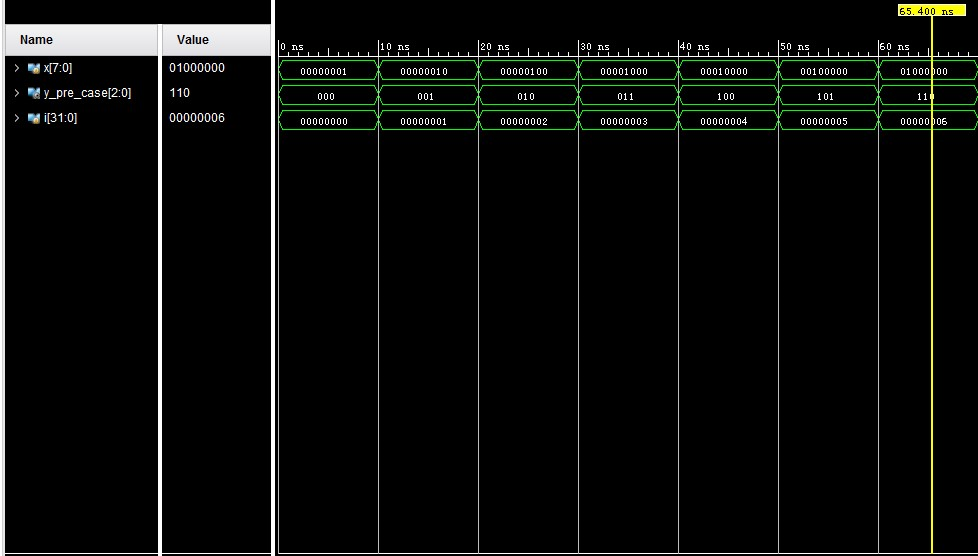 65.400 ns
Name Value
0 ns 10 ns 20 ns 30 ns 40 ns 50 ns 60 ns
x[7:0] 01000000 00000001 00000010 00000100 00001000 00010000 00100000 01000000
y_pre_case[2:0] 110 000 001 010 011 100 101 110
i[31:0] 00000006 00000000 00000001 00000002 00000003 00000004 00000005 00000006